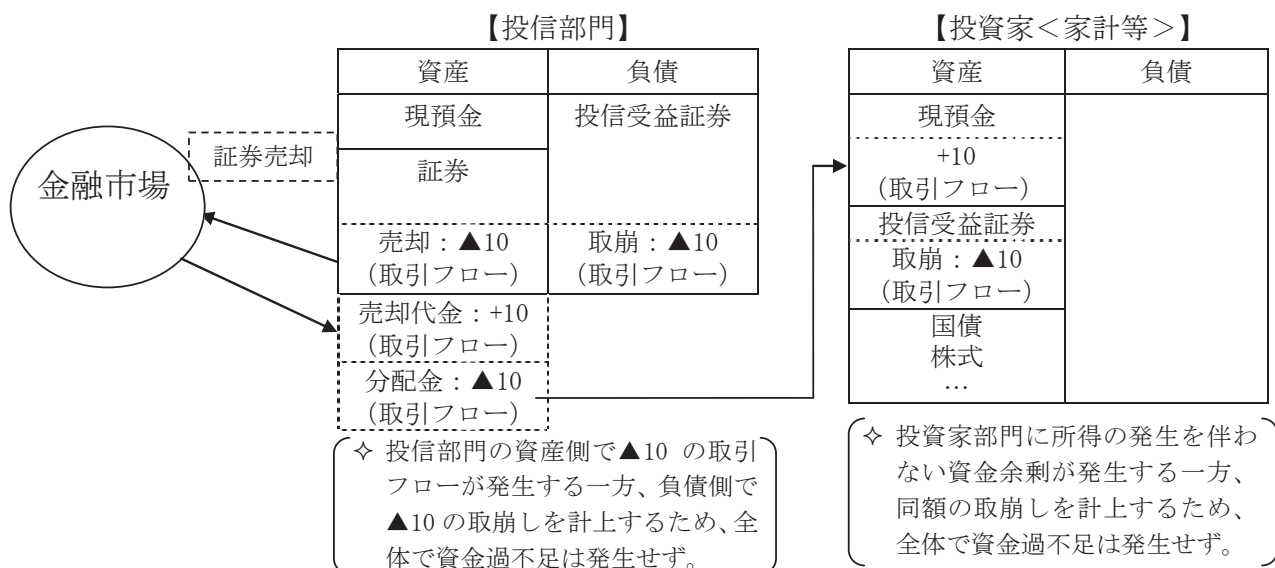 【投信部門】
資産
負債
現預金
投信受益証券
証券
売却：▲10
(取引フロー)
取崩：▲10
(取引フロー)
売却代金：+10
(取引フロー)
分配金：▲10
(取引フロー)
金融市場
証券売却
✧ 投信部門の資産側で▲10 の取引
フローが発生する一方、負債側で
▲10 の取崩しを計上するため、全
体で資金過不足は発生せず。
【投資家＜家計等＞】
資産
負債
現預金
+10
(取引フロー)
投信受益証券
取崩：▲10
(取引フロー)
国債
株式
…
✧ 投資家部門に所得の発生を伴わ
ない資金余剰が発生する一方、
同額の取崩しを計上するため、
全体で資金過不足は発生せず。